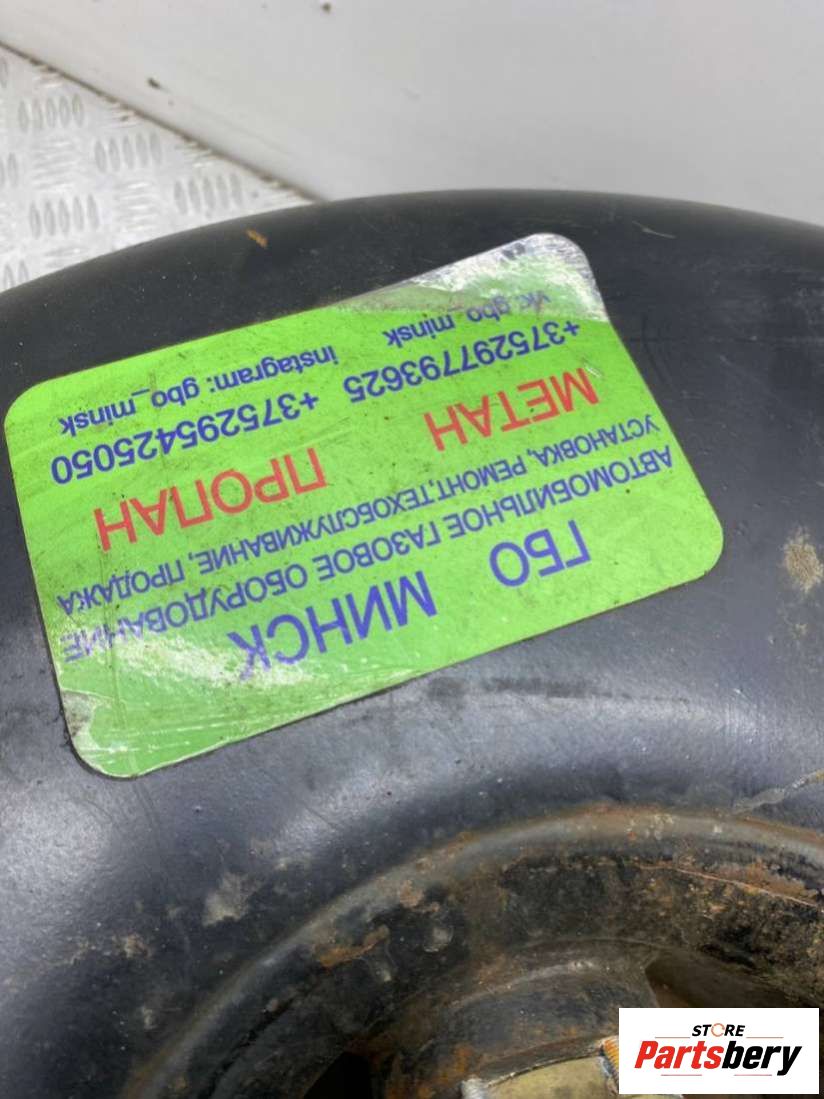 ГБО МИНСК
АВТОМОБИЛЬНОЕ ГАЗОВОЕ ОБОРУДОВАНИЕ
УСТАНОВКА, РЕМОНТ,ТЕХОБСЛУЖИВАНИЕ, ПРОДАЖА
МЕТАН ПРОПАН
+375297793625 +375295425050
vk: gbo_minsk instagram: gbo_minsk
STORE
Partsbery